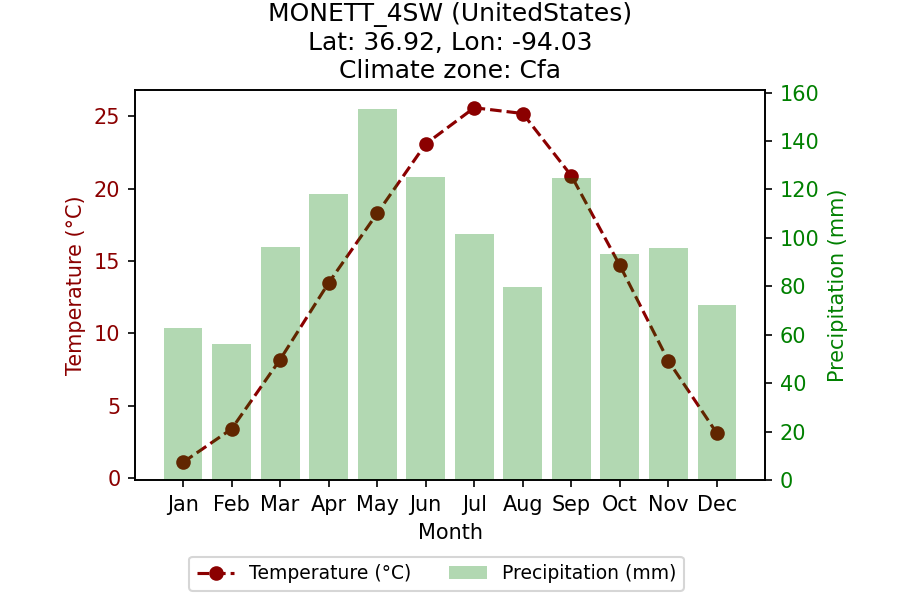 MONETT_4SW (UnitedStates)
Lat: 36.92, Lon: -94.03
Climate zone: Cfa
Temperature (°C)
25
20
15
10
5
0
160
140
120
100
80
60
40
20
0
Precipitation (mm)
Jan Feb Mar Apr May Jun Jul Aug Sep Oct Nov Dec
Month
Temperature (°C) Precipitation (mm)